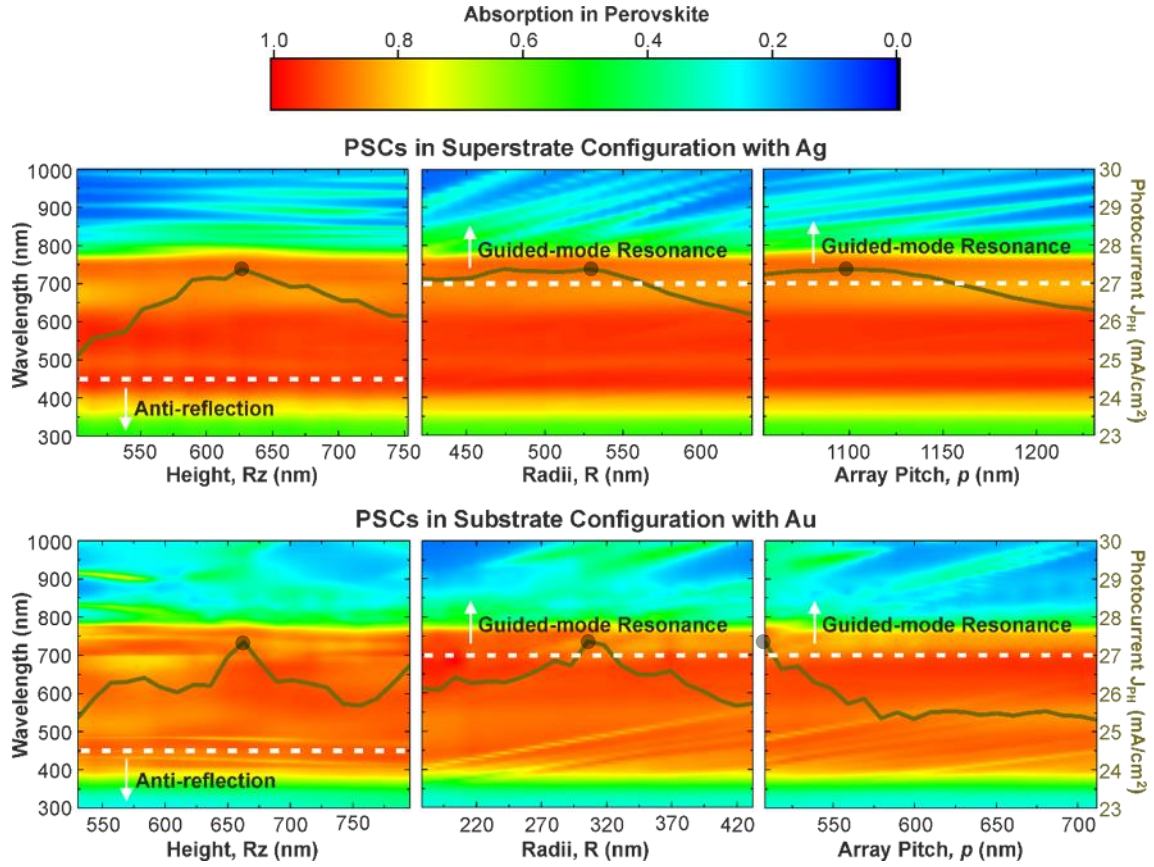 Absorption in Perovskite
1.0 0.8 0.6 0.4 0.2 0.0
PSCs in Superstrate Configuration with Ag
Wavelength (nm)
1000
900
800
700
600
500
400
300
Anti-reflection
550 600 650 700 750
Height, Rz (nm)
Guided-mode Resonance
450 500 550 600
Radii, R (nm)
Guided-mode Resonance
1100 1150 1200
Array Pitch, p (nm)
30
29
28
27
26
25
24
23
Photocurrent J_PH (mA/cm²)
PSCs in Substrate Configuration with Au
Wavelength (nm)
1000
900
800
700
600
500
400
300
Anti-reflection
550 600 650 700 750
Height, Rz (nm)
Guided-mode Resonance
220 270 320 370 420
Radii, R (nm)
Guided-mode Resonance
550 600 650 700
Array Pitch, p (nm)
30
29
28
27
26
25
24
23
Photocurrent J_PH (mA/cm²)